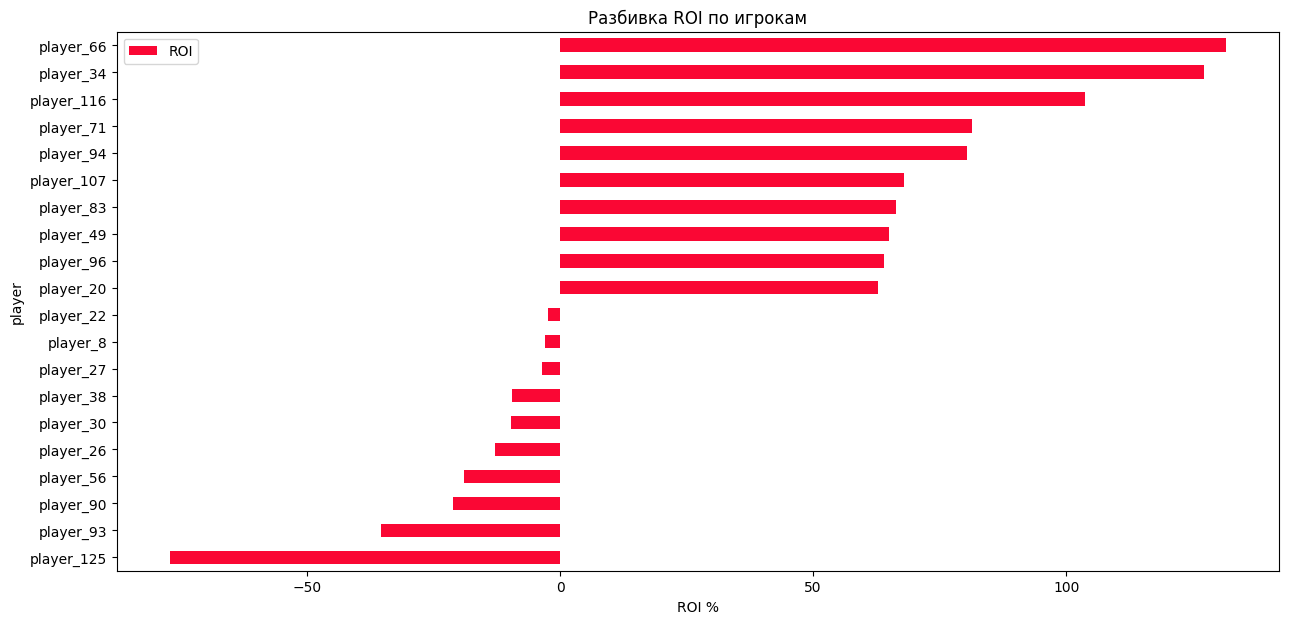 Разбивка ROI по игрокам
ROI
player_66
player_34
player_116
player_71
player_94
player_107
player_83
player_49
player_96
player_20
player_22
player_8
player_27
player_38
player_30
player_26
player_56
player_90
player_93
player_125
player
−50 0 50 100
ROI %